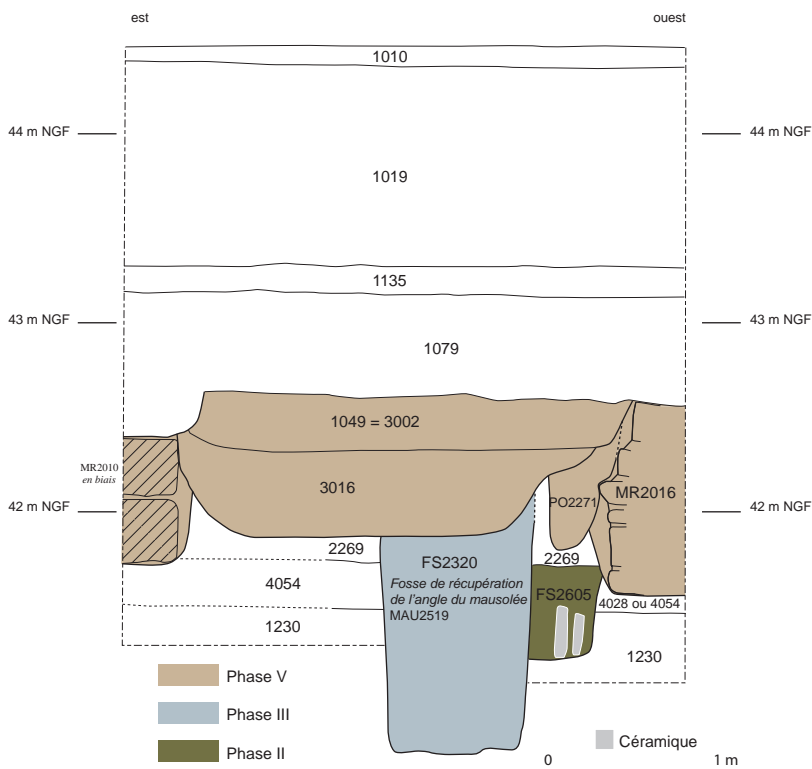 est ouest
1010
44 m NGF 44 m NGF
1019
1135
43 m NGF 43 m NGF
1079
1049 = 3002
MR2010
en biais
3016
MR2016
PO2271
42 m NGF 42 m NGF
2269
2269
FS2320
Fosse de récupération
de l'angle du mausolée
MAU2519
4054
FS2605
4028 ou 4054
1230
1230
Phase V
Phase III
Phase II
Céramique
0 1 m